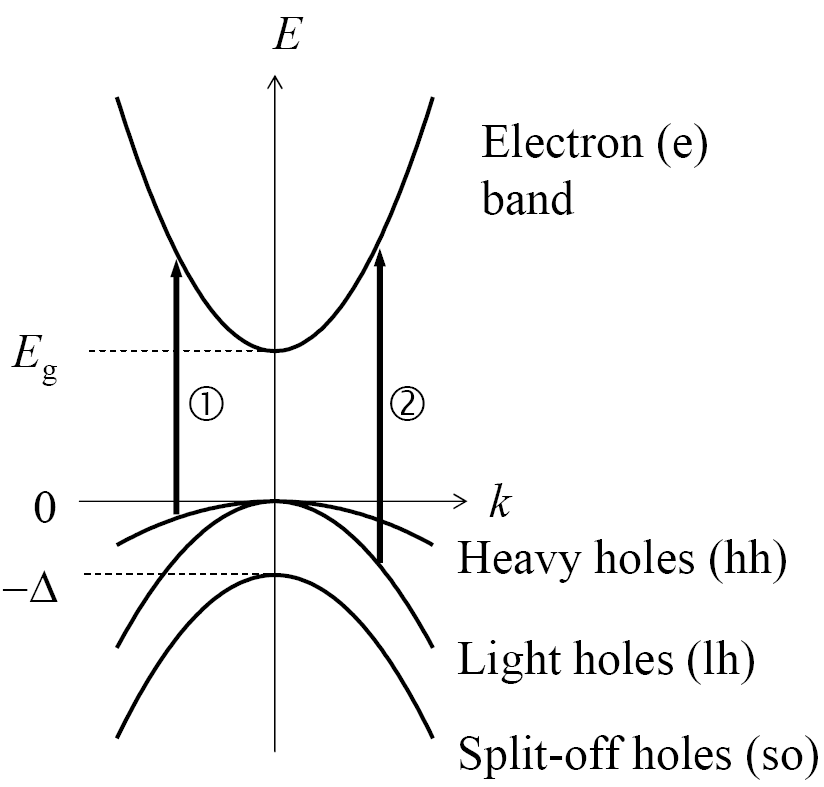 E
Electron (e)
band
Eg
①
②
0
k
Heavy holes (hh)
−Δ
Light holes (lh)
Split-off holes (so)